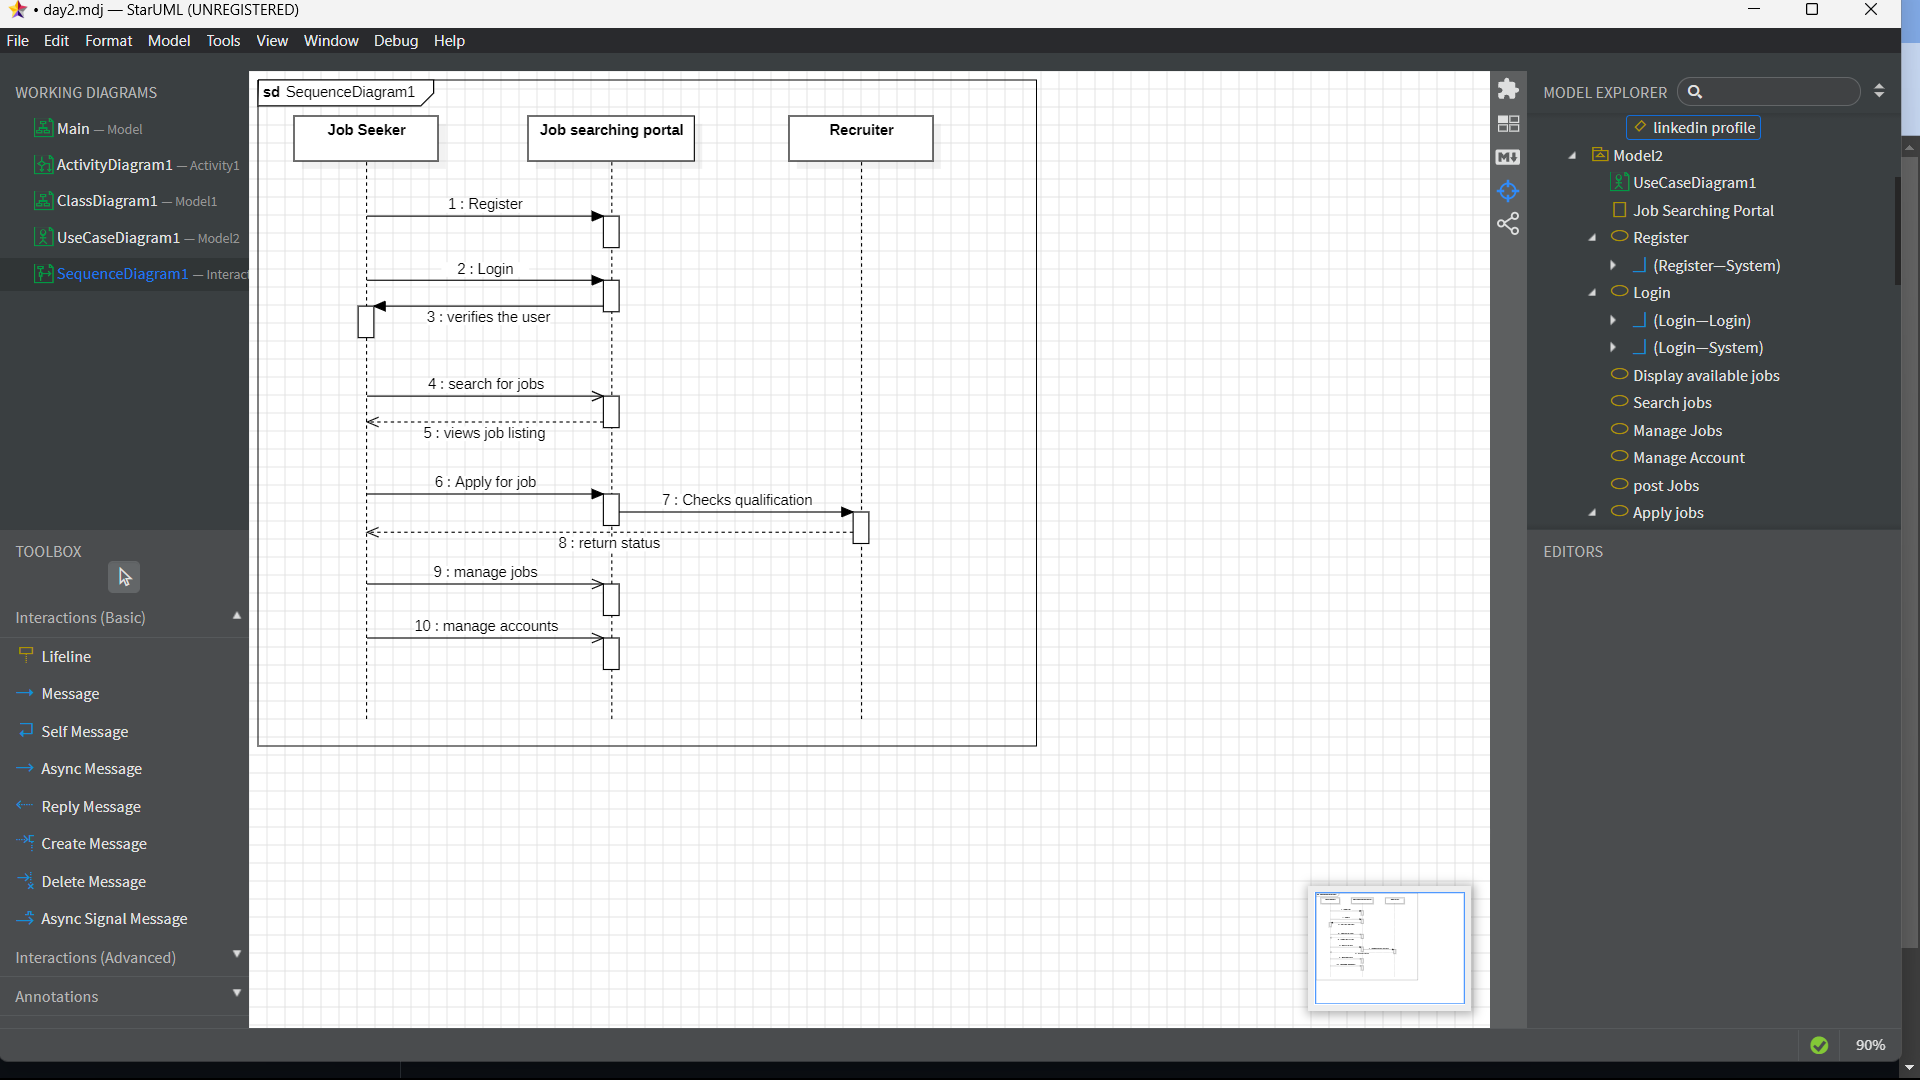 • day2.mdj — StarUML (UNREGISTERED)
File Edit Format Model Tools View Window Debug Help
WORKING DIAGRAMS
Main — Model
ActivityDiagram1 — Activity1
ClassDiagram1 — Model1
UseCaseDiagram1 — Model2
SequenceDiagram1 — Interac
TOOLBOX
Interactions (Basic)
Lifeline
Message
Self Message
Async Message
Reply Message
Create Message
Delete Message
Async Signal Message
Interactions (Advanced)
Annotations
sd SequenceDiagram1
Job Seeker
Job searching portal
Recruiter
1 : Register
2 : Login
3 : verifies the user
4 : search for jobs
5 : views job listing
6 : Apply for job
7 : Checks qualification
8 : return status
9 : manage jobs
10 : manage accounts
MODEL EXPLORER
linkedin profile
Model2
UseCaseDiagram1
Job Searching Portal
Register
(Register—System)
Login
(Login—Login)
(Login—System)
Display available jobs
Search jobs
Manage Jobs
Manage Account
post Jobs
Apply jobs
EDITORS
90%